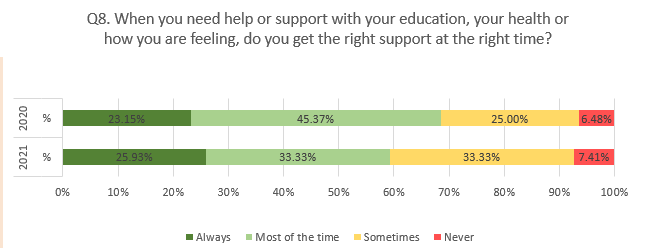 Q8. When you need help or support with your education, your health or
how you are feeling, do you get the right support at the right time?
2020 % 23.15% 45.37% 25.00% 6.48%
2021 % 25.93% 33.33% 33.33% 7.41%
0% 10% 20% 30% 40% 50% 60% 70% 80% 90% 100%
Always Most of the time Sometimes Never